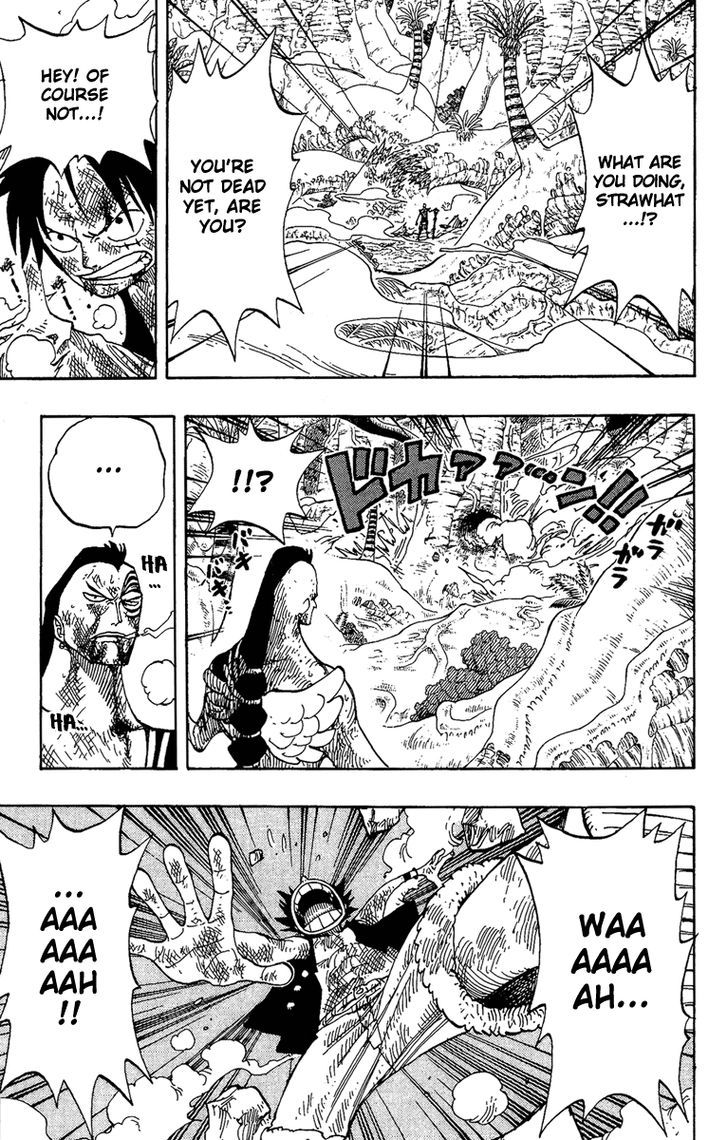 WHAT ARE
YOU DOING,
STRAWHAT
...!?
YOU'RE
NOT DEAD
YET, ARE
YOU?
HEY! OF
COURSE
NOT...!
ドカァァン!!
ガラ
ガラ
!!?
...
HA
...
HA...
WAA
AAAA
AH...
...
AAA
AAA
AAH
!!